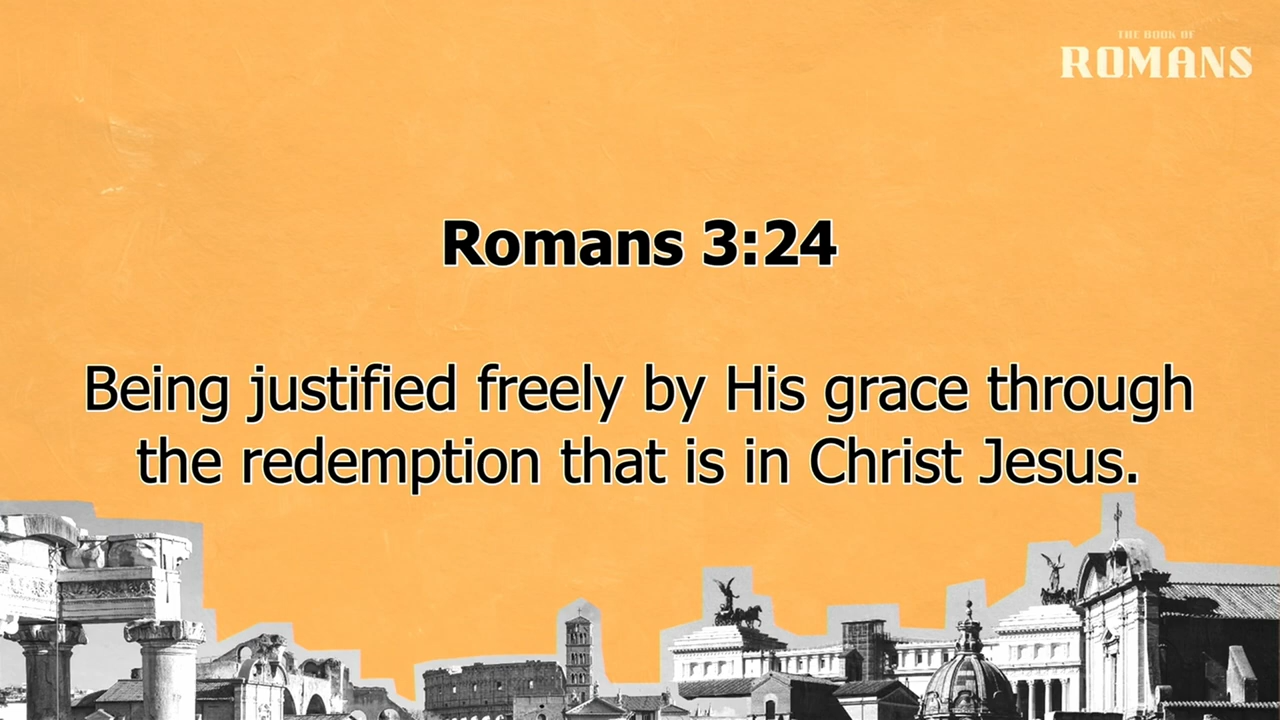 THE BOOK OF
ROMANS
Romans 3:24
Being justified freely by His grace through
the redemption that is in Christ Jesus.